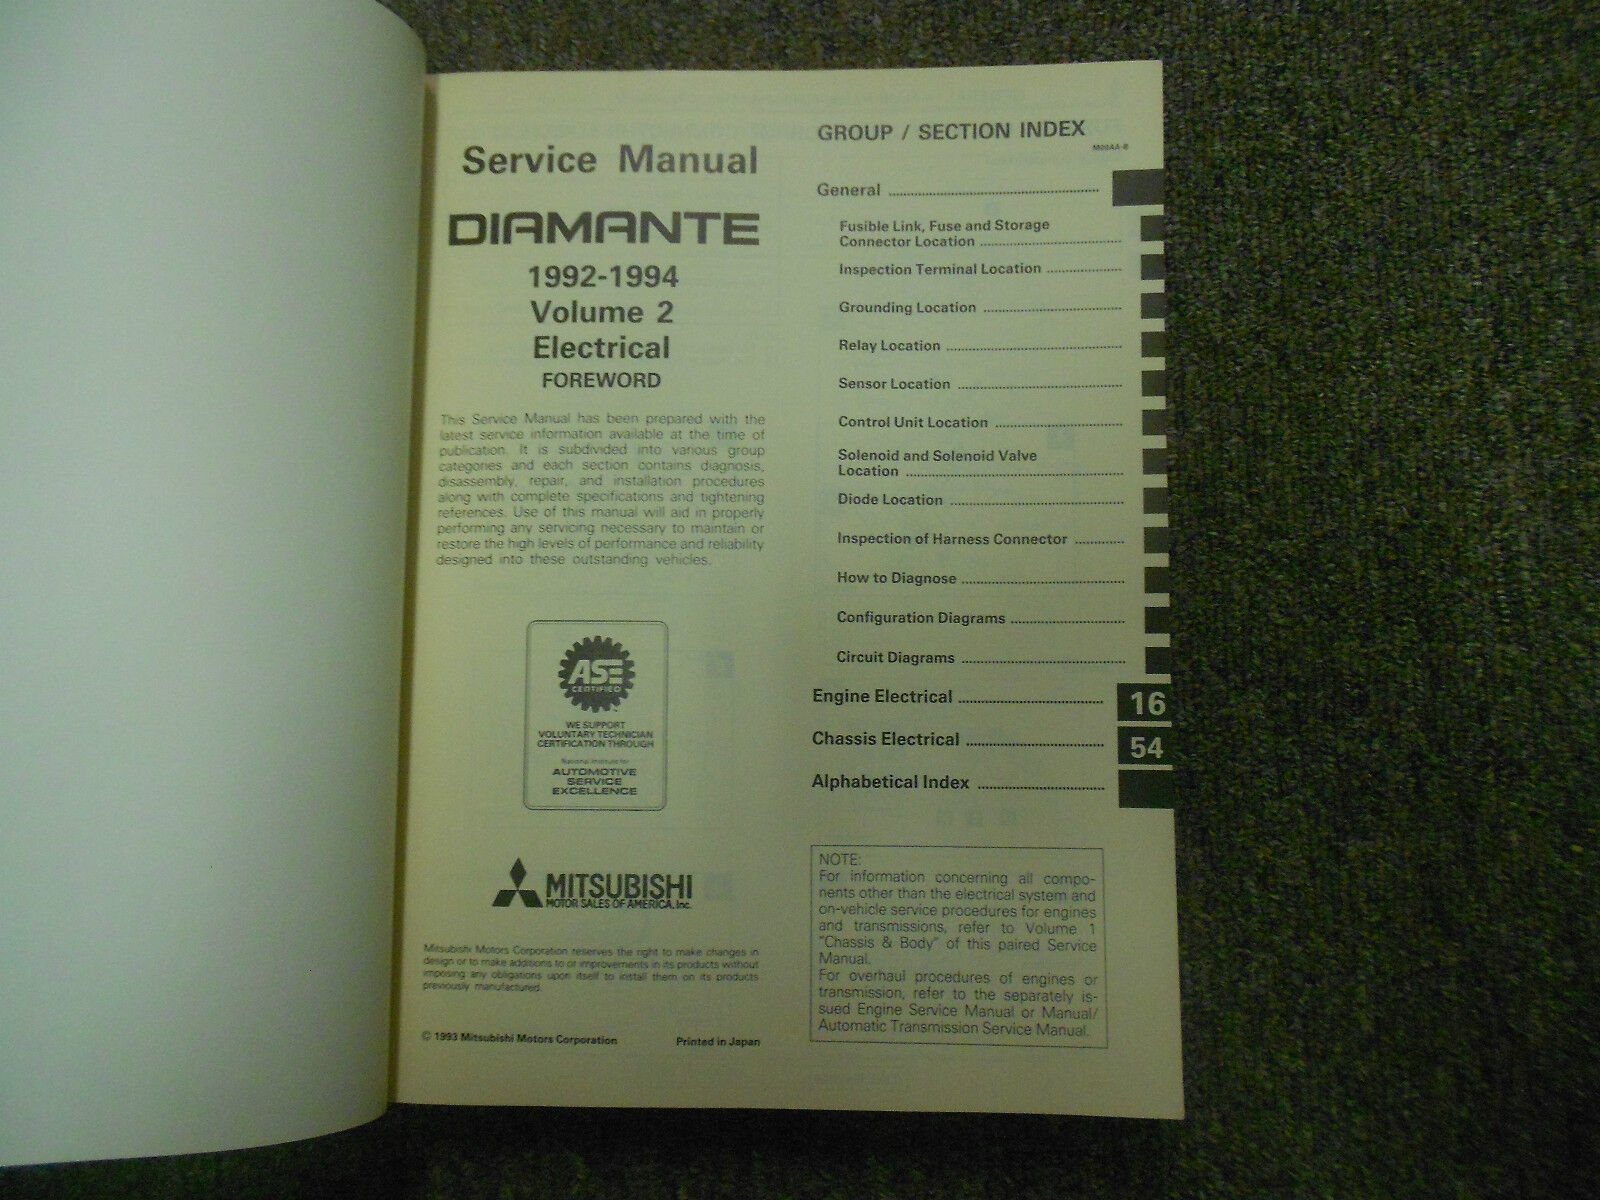 Service Manual
DIAMANTE
1992-1994
Volume 2
Electrical
FOREWORD
This Service Manual has been prepared with the
latest service information available at the time of
publication. It is subdivided into various group
categories and each section contains diagnosis,
disassembly, repair, and installation procedures
along with complete specifications and tightening
references. Use of this manual will aid in properly
performing any servicing necessary to maintain or
restore the high levels of performance and reliability
designed into these outstanding vehicles.
ASE
CERTIFIED
WE SUPPORT
VOLUNTARY TECHNICIAN
CERTIFICATION THROUGH
National Institute for
AUTOMOTIVE
SERVICE
EXCELLENCE
MITSUBISHI
MOTOR SALES OF AMERICA, Inc.
Mitsubishi Motors Corporation reserves the right to make changes in
design or to make additions to or improvements in its products without
imposing any obligations upon itself to install them on its products
previously manufactured.
© 1993 Mitsubishi Motors Corporation Printed in Japan
GROUP / SECTION INDEX
M00AA-B
General
Fusible Link, Fuse and Storage
Connector Location
Inspection Terminal Location
Grounding Location
Relay Location
Sensor Location
Control Unit Location
Solenoid and Solenoid Valve
Location
Diode Location
Inspection of Harness Connector
How to Diagnose
Configuration Diagrams
Circuit Diagrams
Engine Electrical 16
Chassis Electrical 54
Alphabetical Index
NOTE:
For information concerning all compo-
nents other than the electrical system and
on-vehicle service procedures for engines
and transmissions, refer to Volume 1
"Chassis & Body" of this paired Service
Manual.
For overhaul procedures of engines or
transmission, refer to the separately is-
sued Engine Service Manual or Manual/
Automatic Transmission Service Manual.